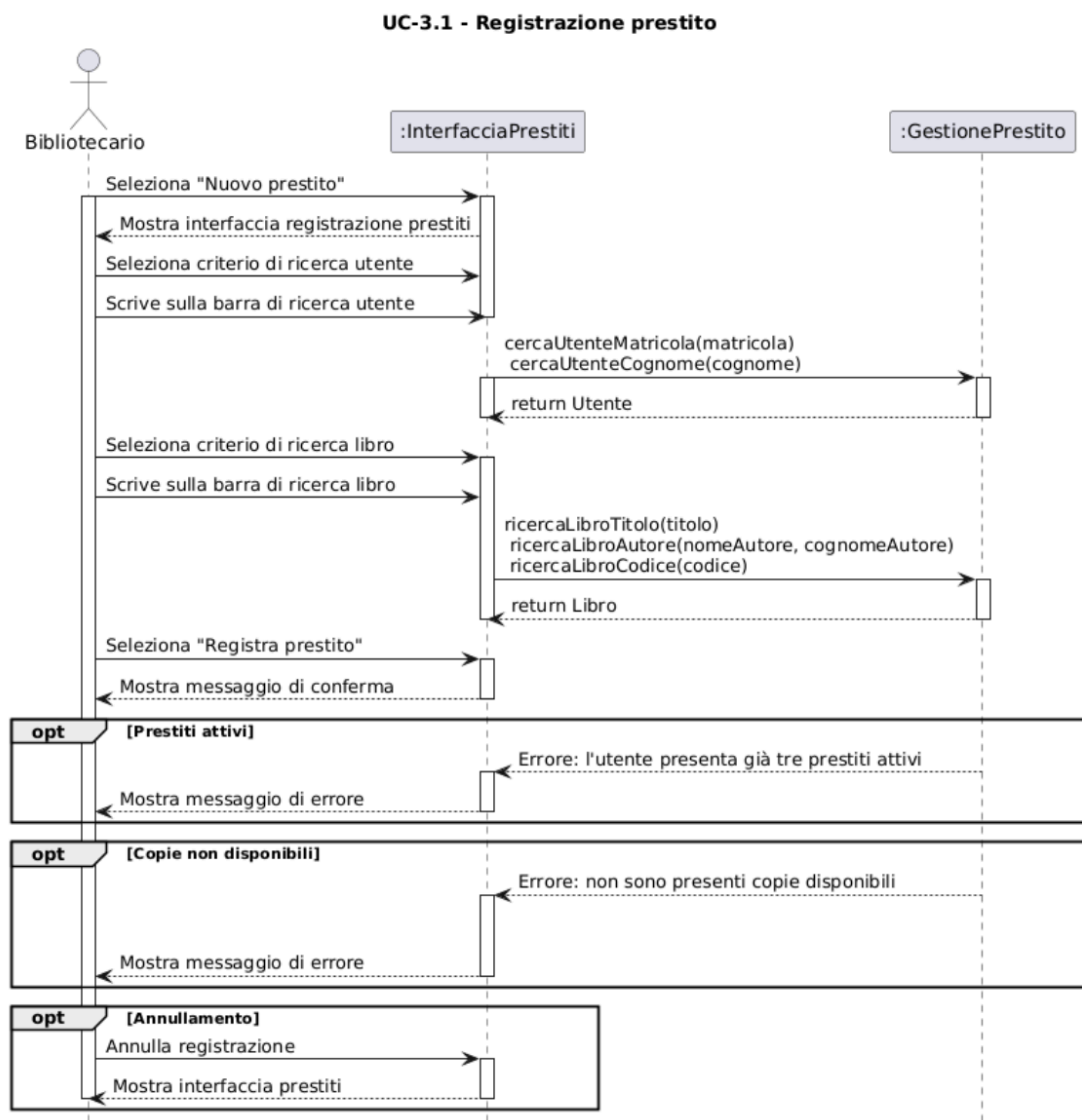 UC-3.1 - Registrazione prestito
Bibliotecario
:InterfacciaPrestiti
:GestionePrestito
Seleziona "Nuovo prestito"
Mostra interfaccia registrazione prestiti
Seleziona criterio di ricerca utente
Scrive sulla barra di ricerca utente
cercaUtenteMatricola(matricola)
cercaUtenteCognome(cognome)
return Utente
Seleziona criterio di ricerca libro
Scrive sulla barra di ricerca libro
ricercaLibroTitolo(titolo)
ricercaLibroAutore(nomeAutore, cognomeAutore)
ricercaLibroCodice(codice)
return Libro
Seleziona "Registra prestito"
Mostra messaggio di conferma
opt [Prestiti attivi]
Errore: l'utente presenta già tre prestiti attivi
Mostra messaggio di errore
opt [Copie non disponibili]
Errore: non sono presenti copie disponibili
Mostra messaggio di errore
opt [Annullamento]
Annulla registrazione
Mostra interfaccia prestiti